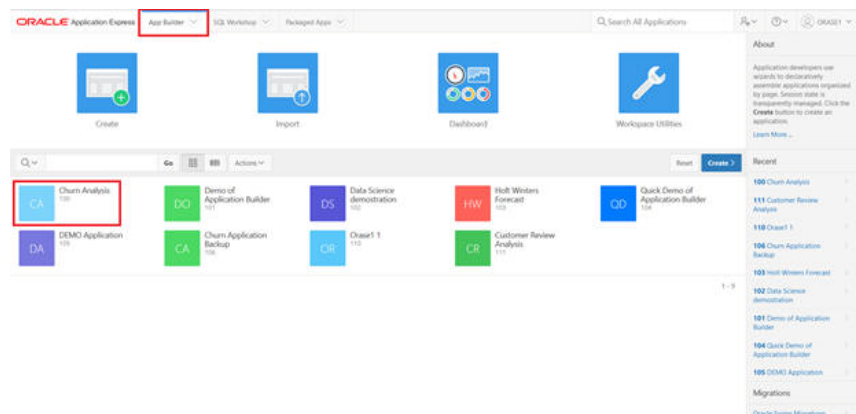 ORACLE Application Express
App Builder
SQL Workshop
Packaged Apps
Search All Applications
ORASE1
Create
Import
Dashboard
Workspace Utilities
Go
Actions
Reset
Create >
CA
Churn Analysis
100
DO
Demo of
Application Builder
101
DS
Data Science
demostration
102
HW
Holt Winters
Forecast
103
QD
Quick Demo of
Application Builder
104
DA
DEMO Application
105
CA
Churn Application
Backup
106
OR
Orase1 1
110
CR
Customer Review
Analysis
111
1 - 9
About
Application developers use
wizards to declaratively
assemble applications organized
by page. Session state is
transparently managed. Click the
Create button to create an
application.
Learn More ...
Recent
100 Churn Analysis
111 Customer Review
Analysis
110 Orase1 1
106 Churn Application
Backup
103 Holt Winters Forecast
102 Data Science
demostration
101 Demo of Application
Builder
104 Quick Demo of
Application Builder
105 DEMO Application
Migrations
Oracle Forms Migrations